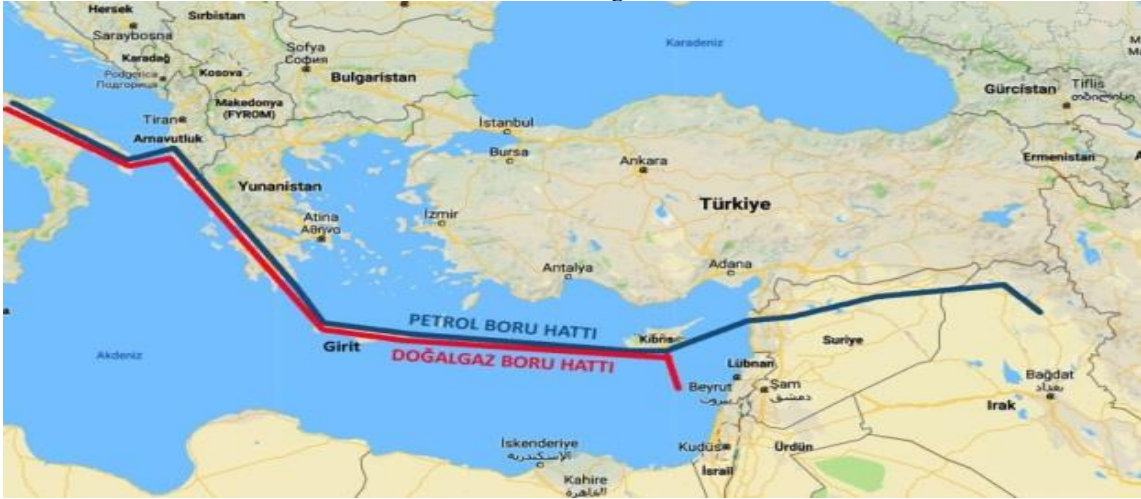 Hersek
Sırbistan
Saraybosna
Karadağ
Podgorica
Подгорица
Kosova
Sofya
София
Bulgaristan
Karadeniz
Gürcistan
Tiflis
თბილისი
Makedonya
(FYROM)
Tiran
Arnavutluk
İstanbul
Bursa
Ankara
Ermenistan
Yunanistan
Türkiye
Atina
Αθήνα
İzmir
Antalya
Adana
PETROL BORU HATTI
Kıbrıs
Girit
DOĞALGAZ BORU HATTI
Akdeniz
Suriye
Lübnan
Beyrut
بيروت
Şam
دمشق
Bağdat
بغداد
Irak
İskenderiye
الإسكندرية
Kudüs
Ürdün
İsrail
Kahire
القاهرة